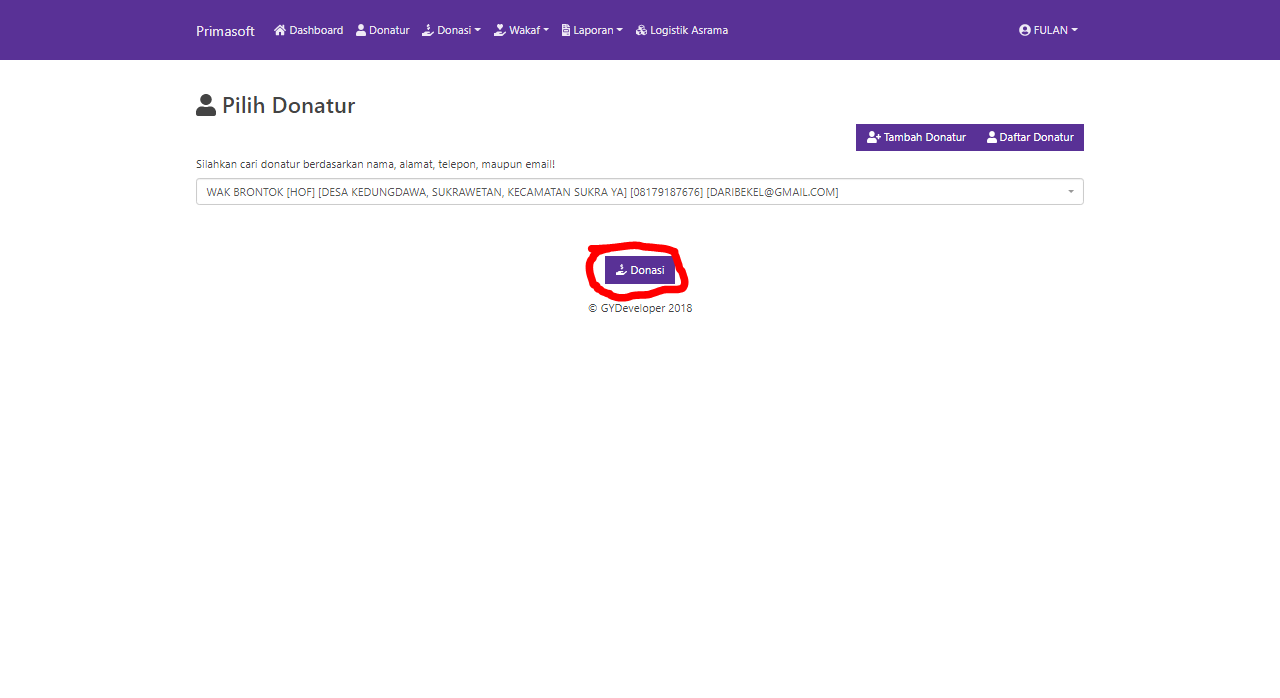 Primasoft Dashboard Donatur Donasi Wakaf Laporan Logistik Asrama FULAN
Pilih Donatur
Tambah Donatur Daftar Donatur
Silahkan cari donatur berdasarkan nama, alamat, telepon, maupun email!
WAK BRONTOK [HOF] [DESA KEDUNGDAWA, SUKRAWETAN, KECAMATAN SUKRA YA] [08179187676] [DARIBEKEL@GMAIL.COM]
Donasi
© GYDeveloper 2018